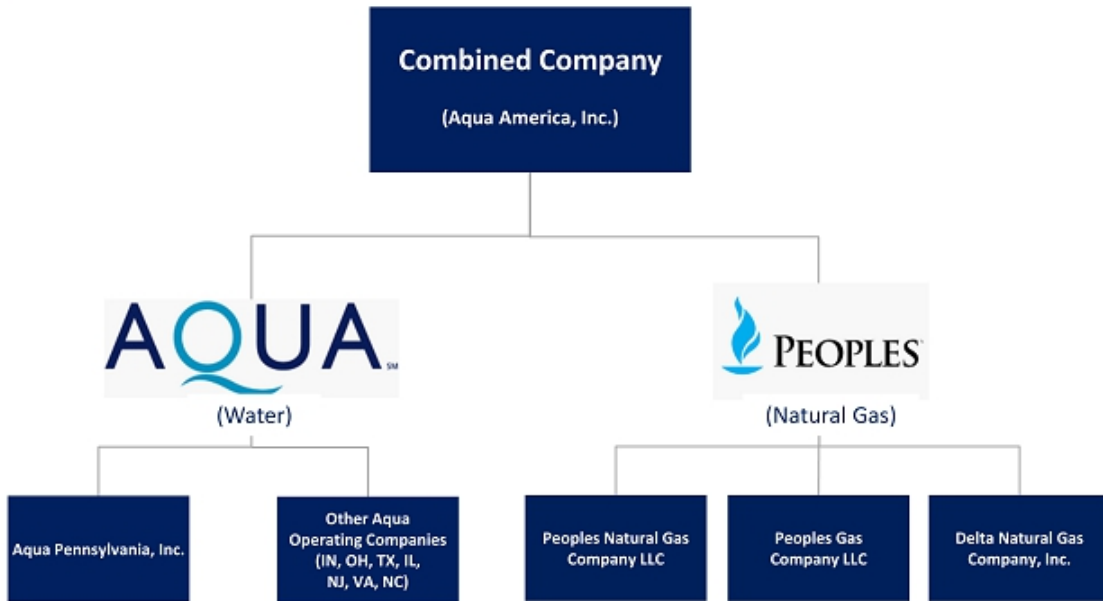 Combined Company
(Aqua America, Inc.)
AQUA SM
(Water)
PEOPLES
(Natural Gas)
Aqua Pennsylvania, Inc.
Other Aqua
Operating Companies
(IN, OH, TX, IL,
NJ, VA, NC)
Peoples Natural Gas
Company LLC
Peoples Gas
Company LLC
Delta Natural Gas
Company, Inc.